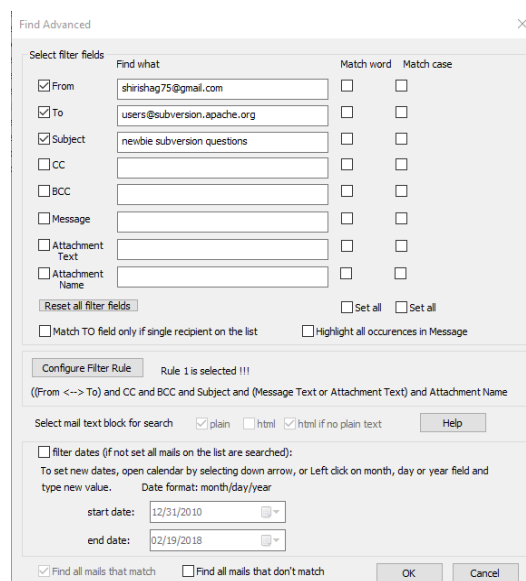 Find Advanced
Select filter fields
Find what Match word Match case
From shirishag75@gmail.com
To users@subversion.apache.org
Subject newbie subversion questions
CC
BCC
Message
Attachment
Text
Attachment
Name
Reset all filter fields Set all Set all
Match TO field only if single recipient on the list Highlight all occurences in Message
Configure Filter Rule Rule 1 is selected !!!
((From <--> To) and CC and BCC and Subject and (Message Text or Attachment Text) and Attachment Name
Select mail text block for search plain html html if no plain text Help
filter dates (if not set all mails on the list are searched):
To set new dates, open calendar by selecting down arrow, or Left click on month, day or year field and
type new value. Date format: month/day/year
start date: 12/31/2010
end date: 02/19/2018
Find all mails that match Find all mails that don't match OK Cancel